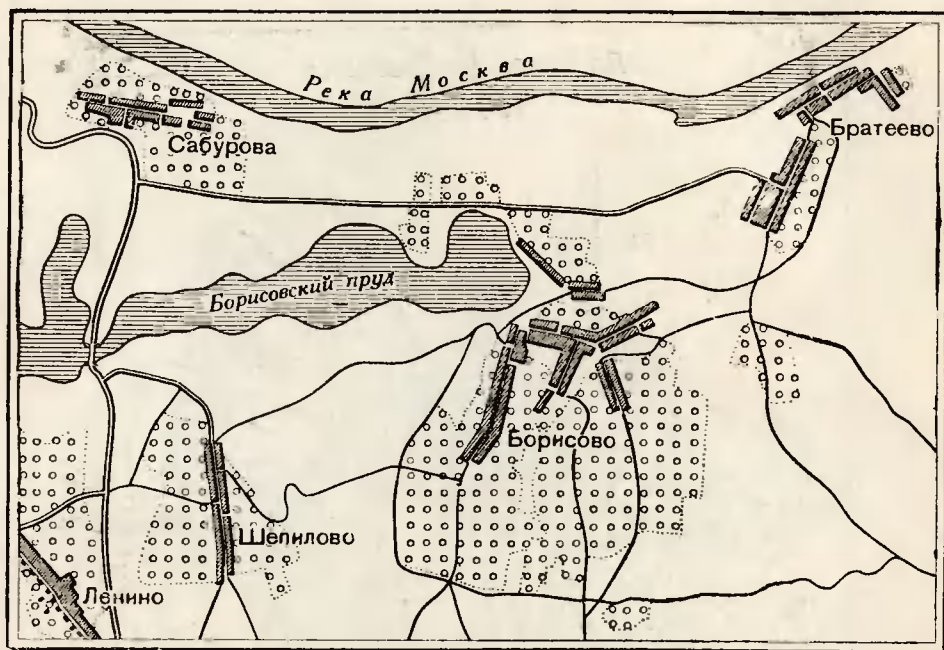 Река Москва
Братеево
Сабурова
Борисовский пруд
Борисово
Шепилово
Ленино